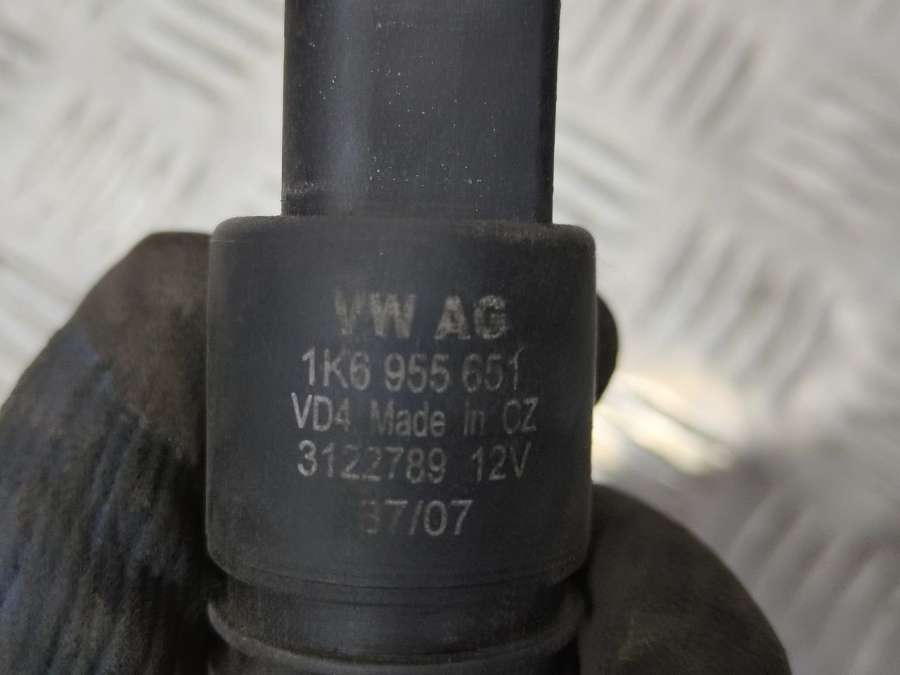 VW AG
1K6 955 651
VD4 Made in CZ
3122789 12V
37/07